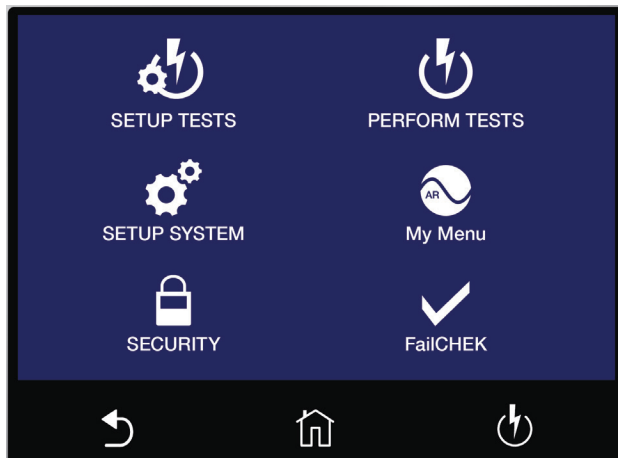 SETUP TESTS
PERFORM TESTS
SETUP SYSTEM
AR
My Menu
SECURITY
FailCHEK